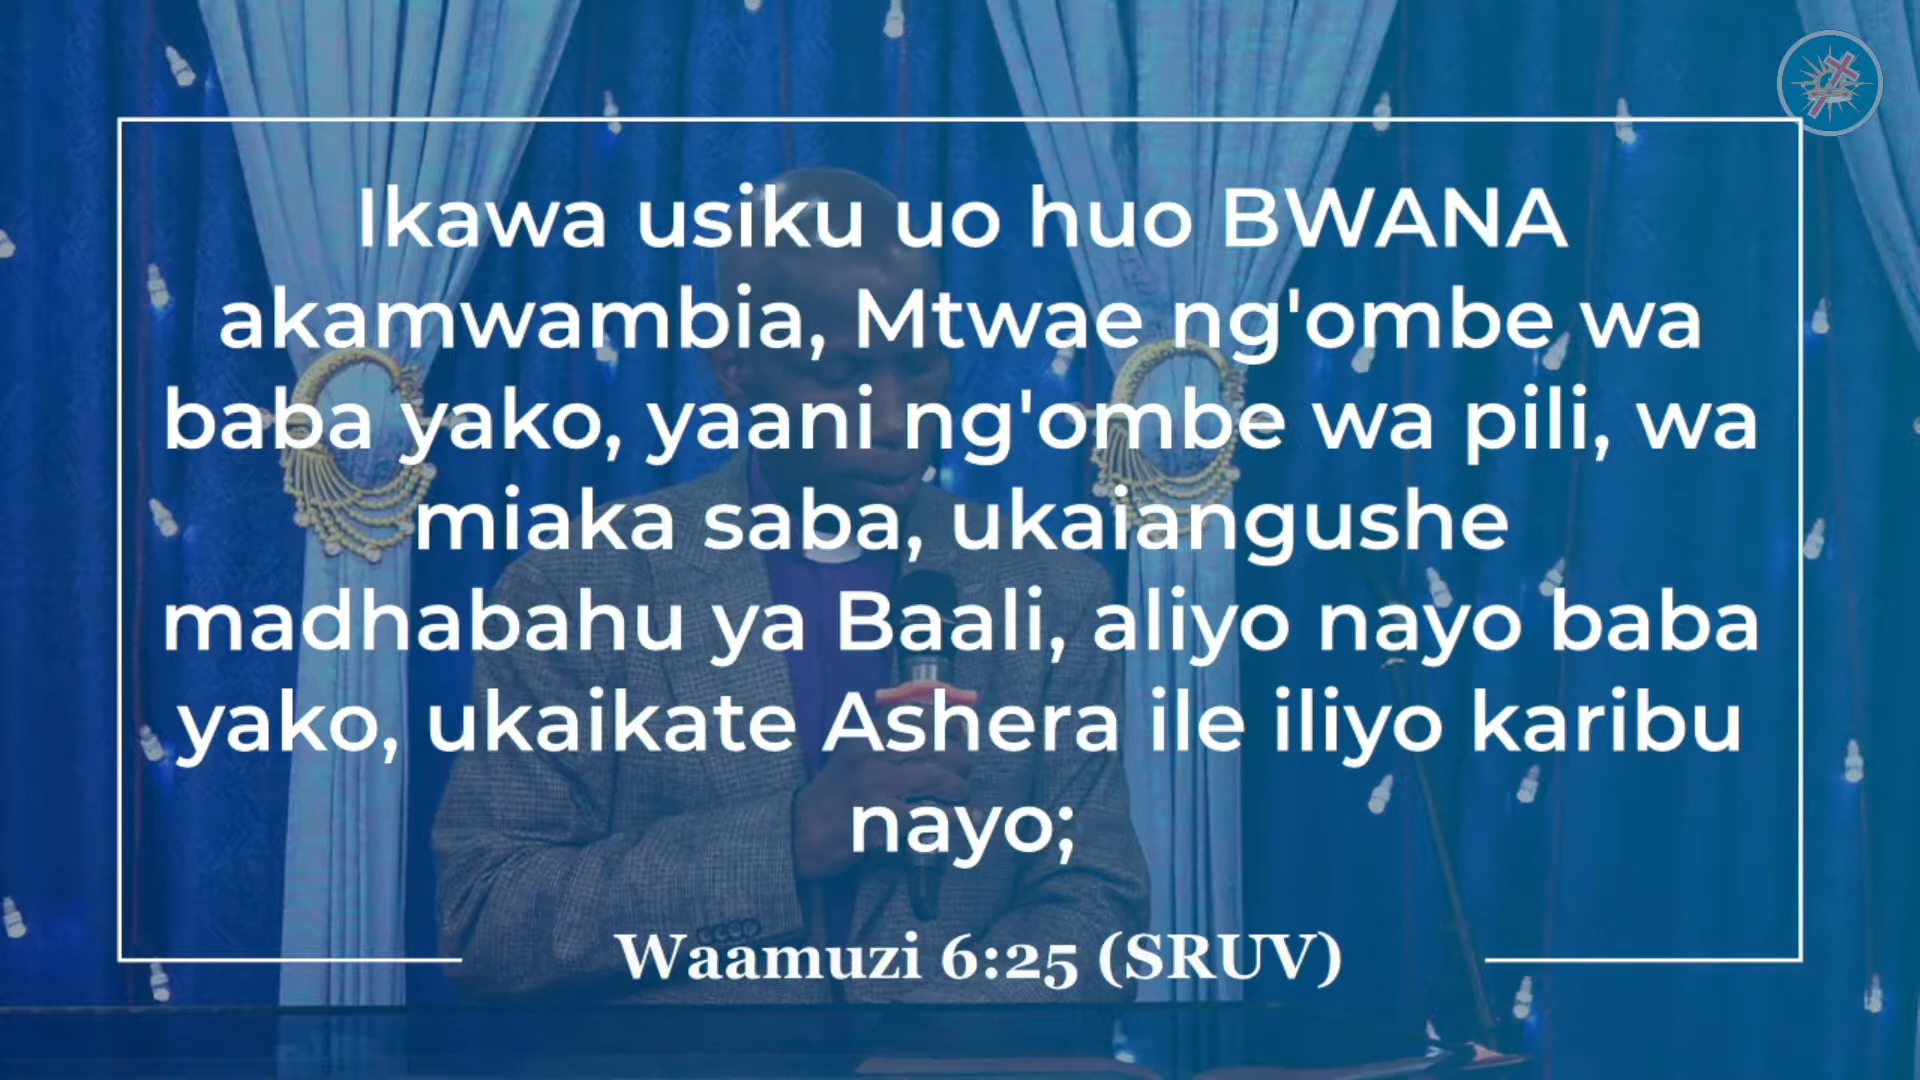 Ikawa usiku uo huo BWANA
akamwambia, Mtwae ng'ombe wa
baba yako, yaani ng'ombe wa pili, wa
miaka saba, ukaiangushe
madhabahu ya Baali, aliyo nayo baba
yako, ukaikate Ashera ile iliyo karibu
nayo;
Waamuzi 6:25 (SRUV)